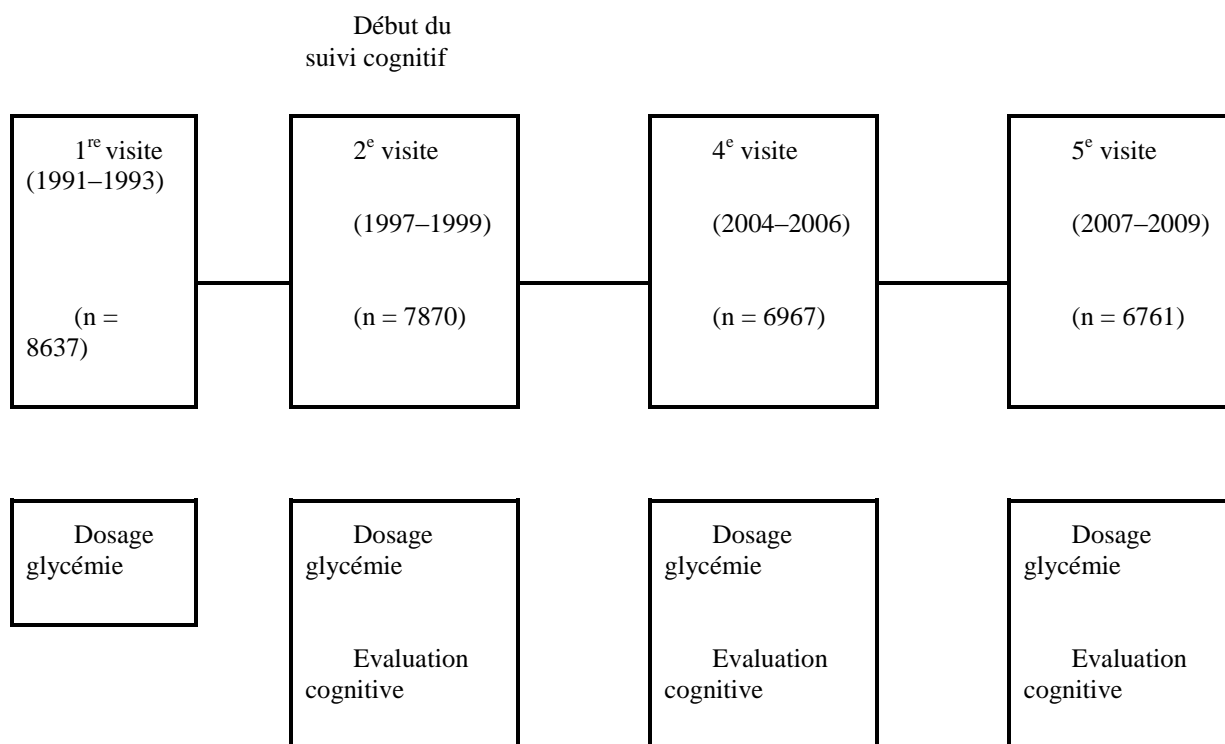 Début du
suivi cognitif
1re visite
(1991–1993)
(n =
8637)
2e visite
(1997–1999)
(n = 7870)
4e visite
(2004–2006)
(n = 6967)
5e visite
(2007–2009)
(n = 6761)
Dosage
glycémie
Dosage
glycémie
Evaluation
cognitive
Dosage
glycémie
Evaluation
cognitive
Dosage
glycémie
Evaluation
cognitive